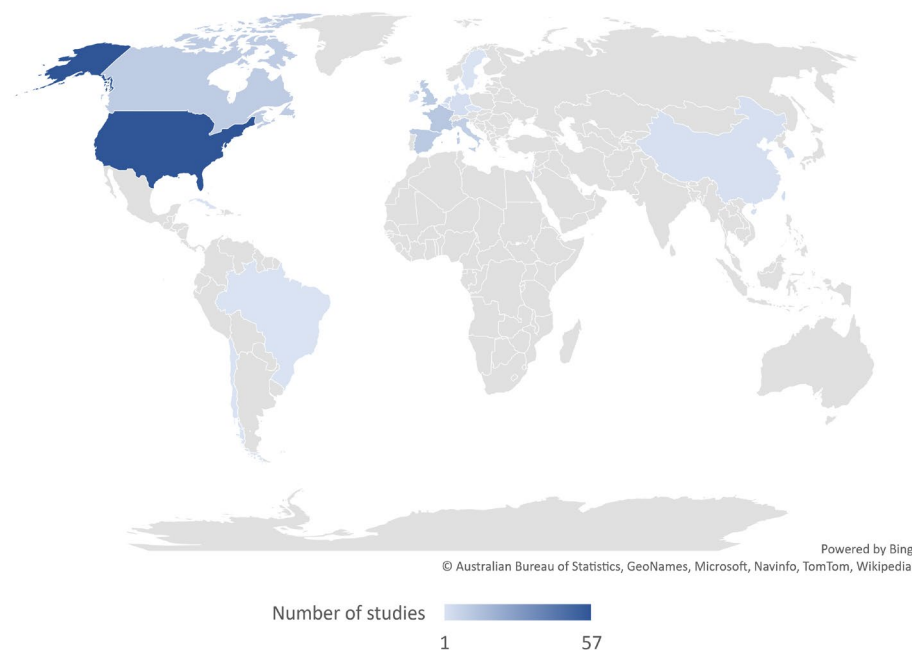 Powered by Bing
© Australian Bureau of Statistics, GeoNames, Microsoft, Navinfo, TomTom, Wikipedia
Number of studies
1 57